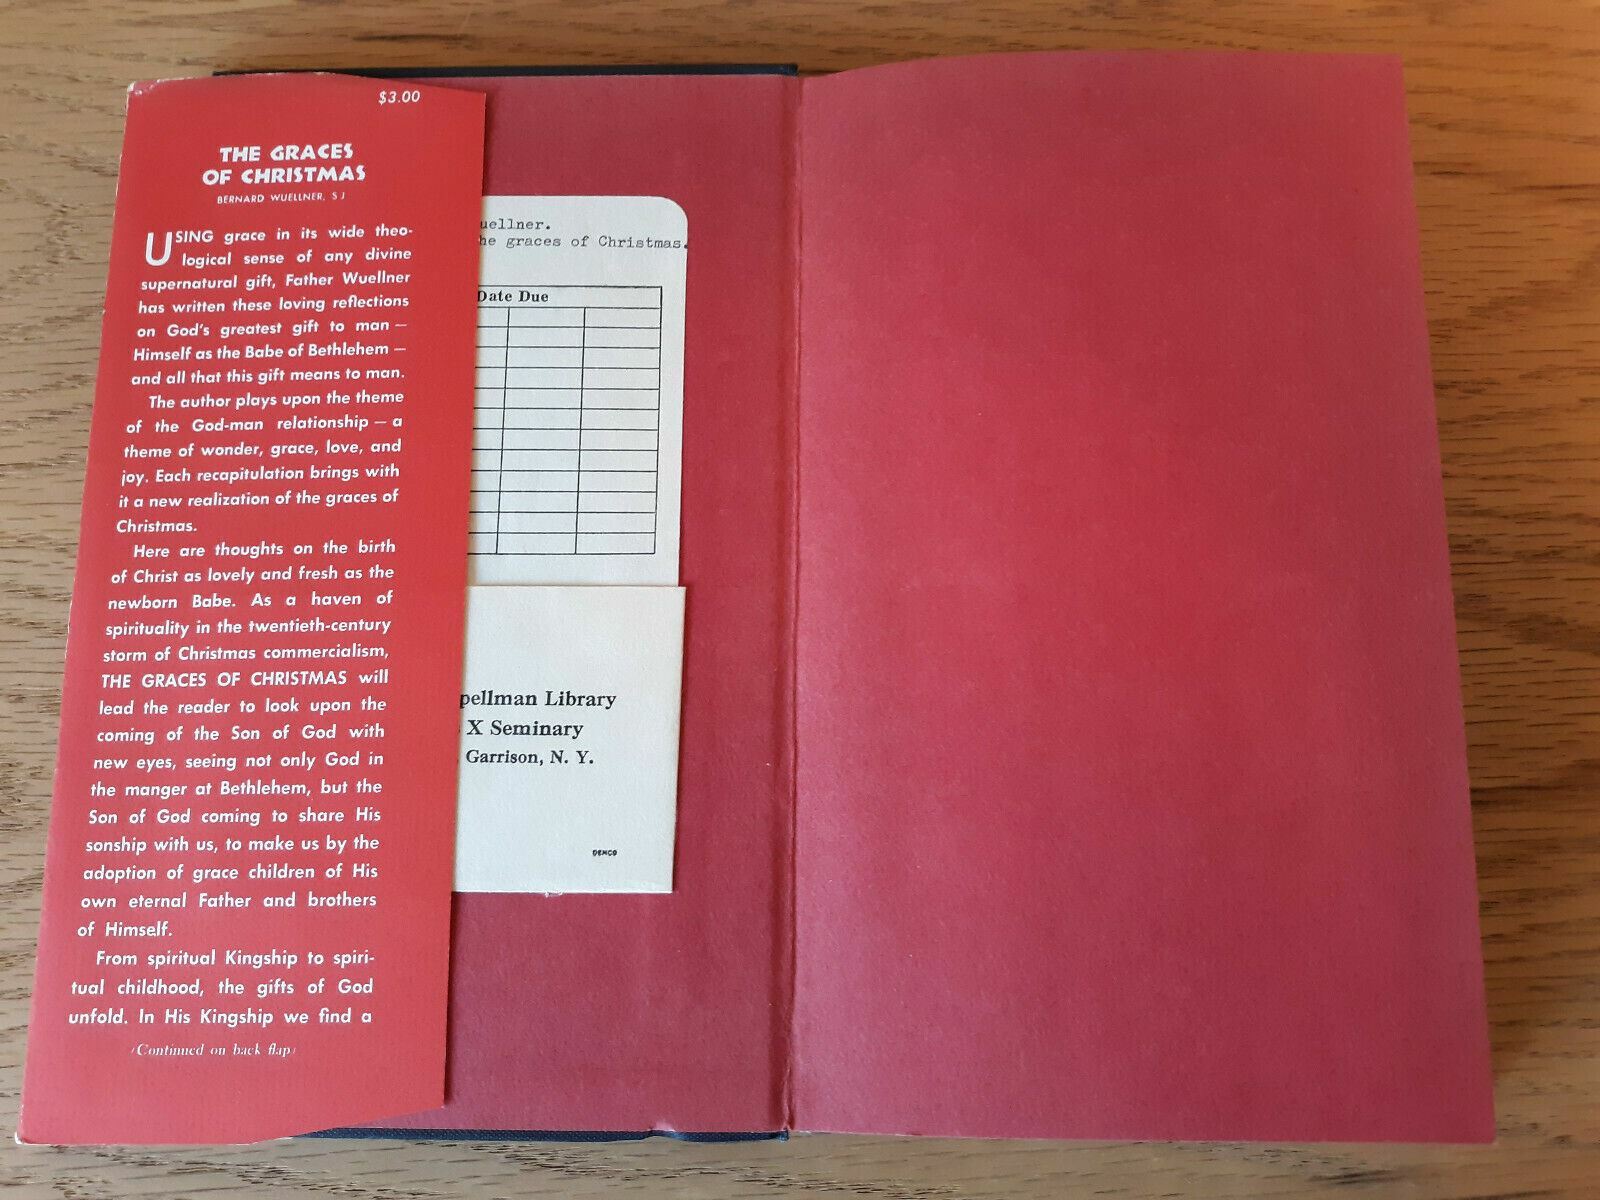 $3.00
THE GRACES
OF CHRISTMAS
BERNARD WUELLNER, S J
USING grace in its wide theo-
logical sense of any divine
supernatural gift, Father Wuellner
has written these loving reflections
on God's greatest gift to man —
Himself as the Babe of Bethlehem —
and all that this gift means to man.
The author plays upon the theme
of the God-man relationship — a
theme of wonder, grace, love, and
joy. Each recapitulation brings with
it a new realization of the graces of
Christmas.
Here are thoughts on the birth
of Christ as lovely and fresh as the
newborn Babe. As a haven of
spirituality in the twentieth-century
storm of Christmas commercialism,
THE GRACES OF CHRISTMAS will
lead the reader to look upon the
coming of the Son of God with
new eyes, seeing not only God in
the manger at Bethlehem, but the
Son of God coming to share His
sonship with us, to make us by the
adoption of grace children of His
own eternal Father and brothers
of Himself.
From spiritual Kingship to spiri-
tual childhood, the gifts of God
unfold. In His Kingship we find a
(Continued on back flap)
uellner.
he graces of Christmas.
Date Due
pellman Library
X Seminary
, Garrison, N. Y.
DEMCO